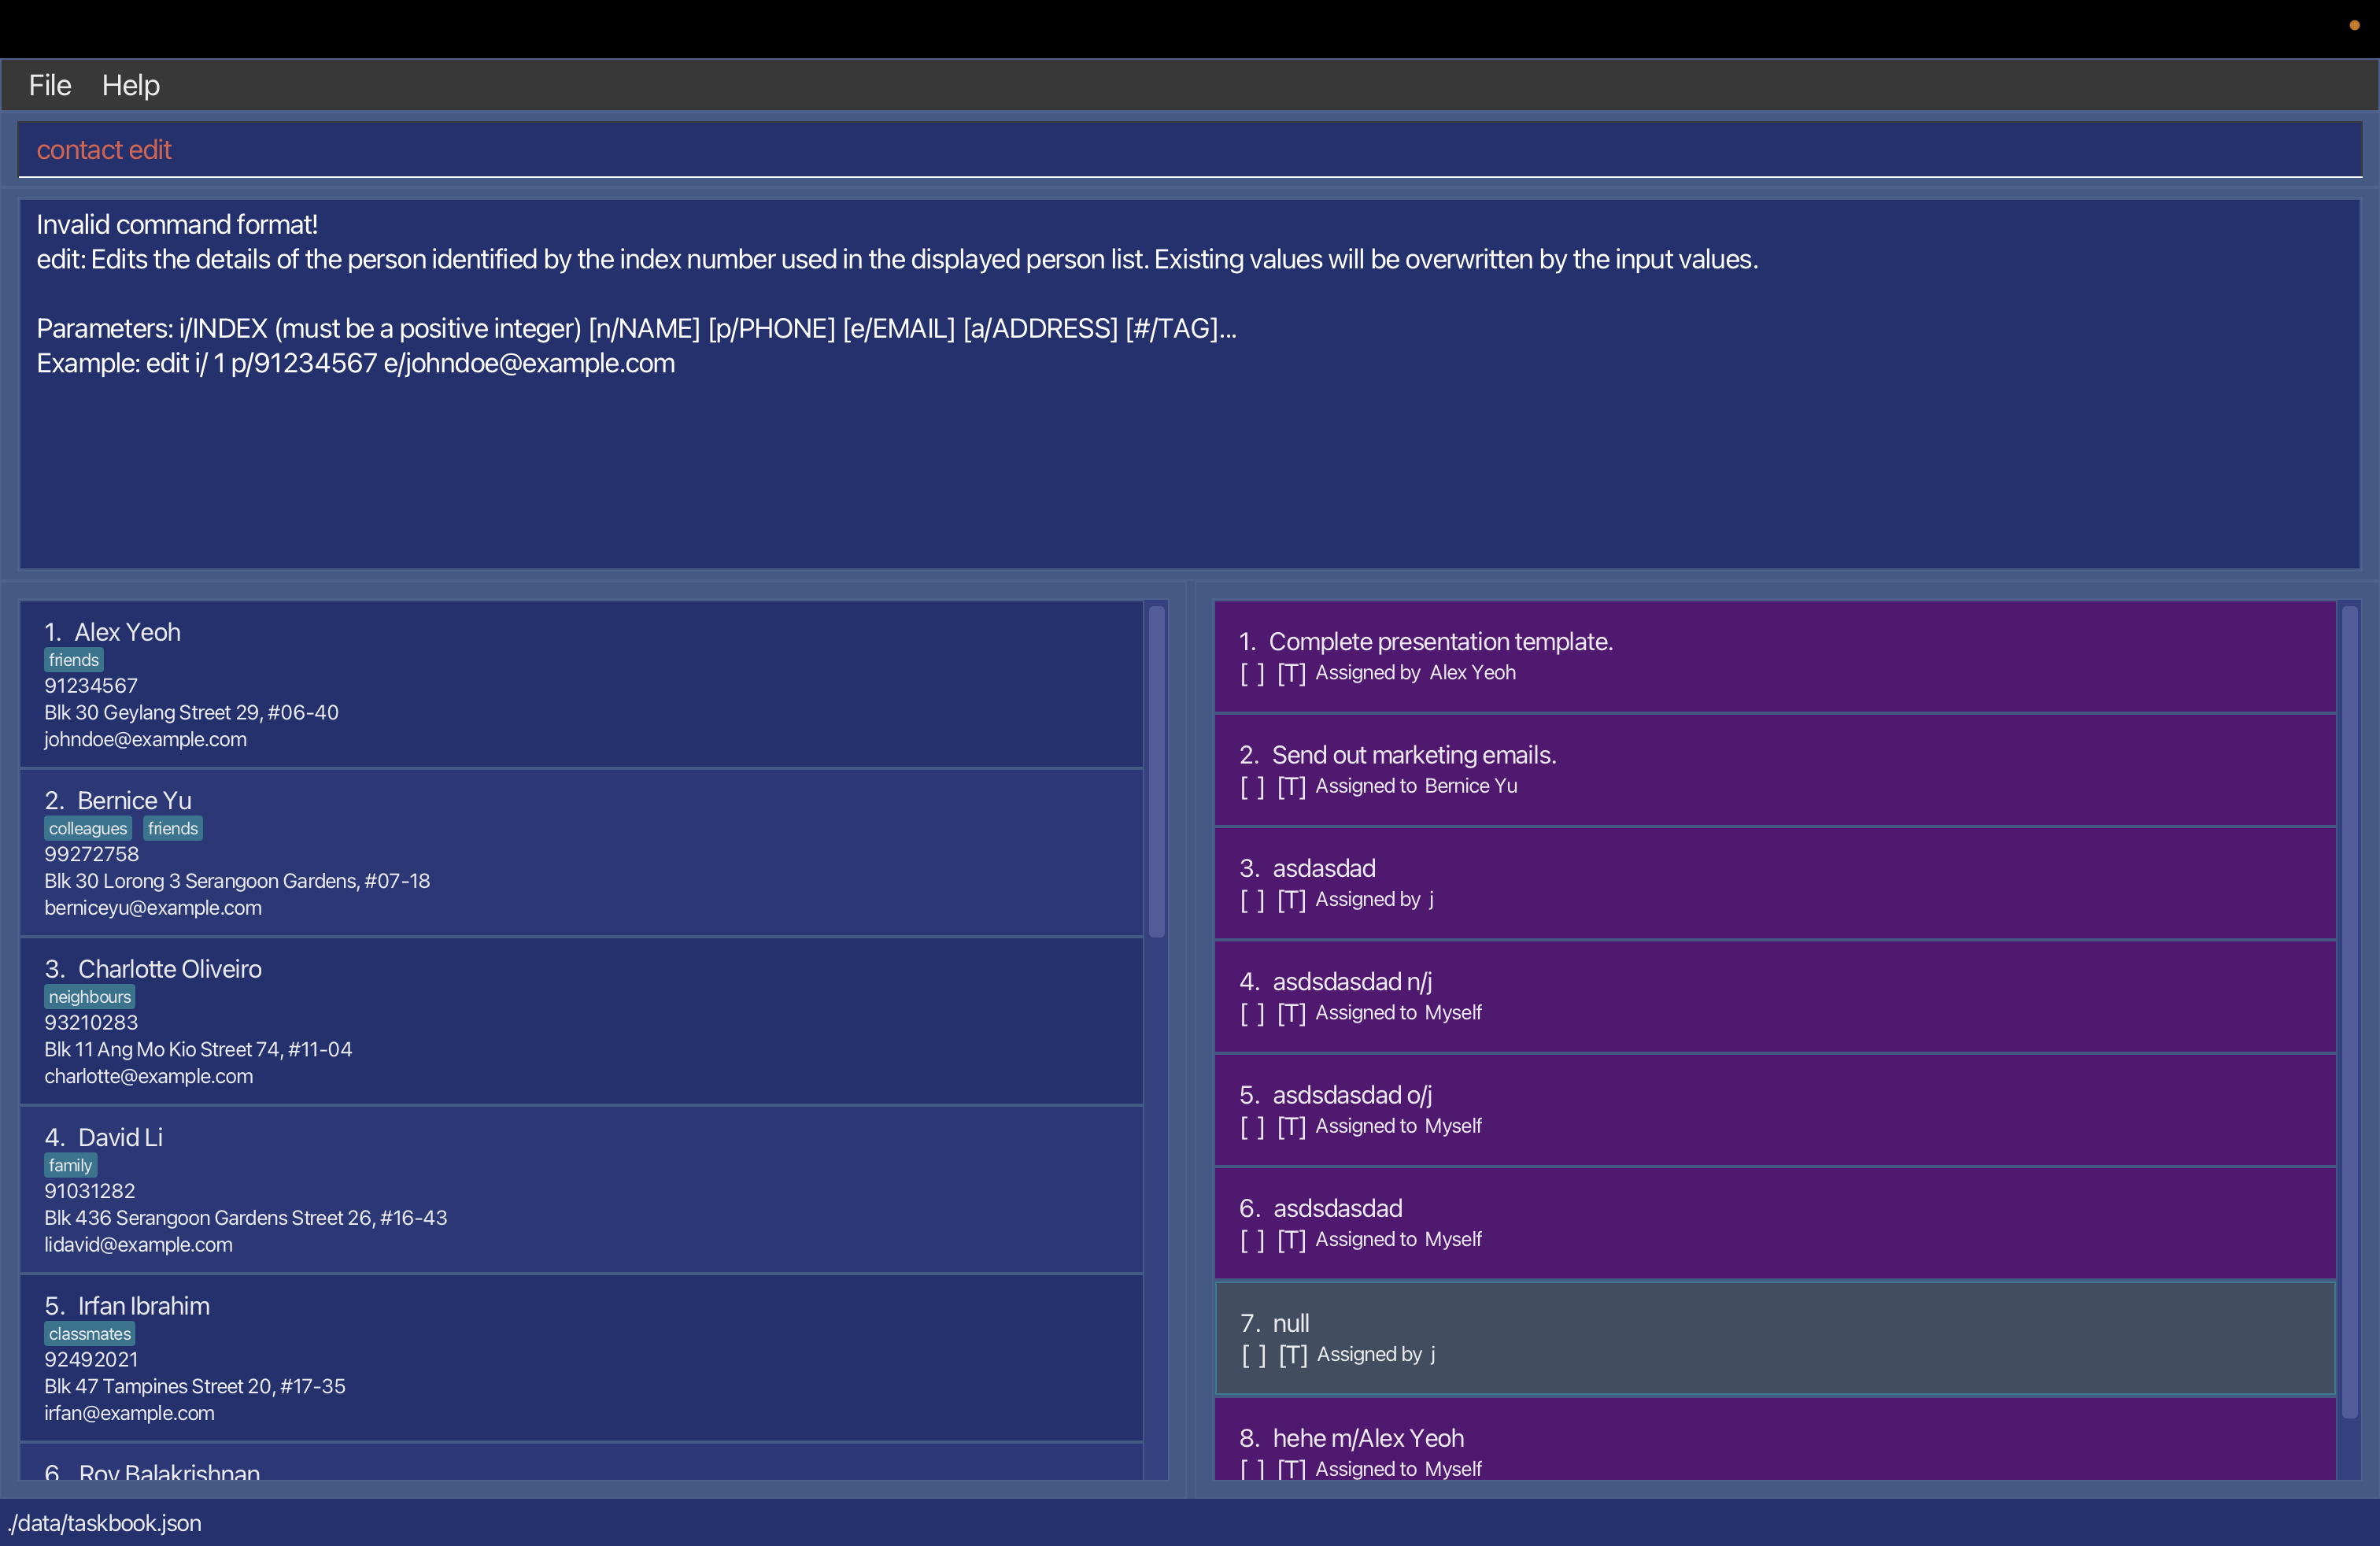 File Help
contact edit
Invalid command format!
edit: Edits the details of the person identified by the index number used in the displayed person list. Existing values will be overwritten by the input values.
Parameters: i/INDEX (must be a positive integer) [n/NAME] [p/PHONE] [e/EMAIL] [a/ADDRESS] [#/TAG]...
Example: edit i/ 1 p/91234567 e/johndoe@example.com
1. Alex Yeoh
friends
91234567
Blk 30 Geylang Street 29, #06-40
johndoe@example.com
2. Bernice Yu
colleagues friends
99272758
Blk 30 Lorong 3 Serangoon Gardens, #07-18
berniceyu@example.com
3. Charlotte Oliveiro
neighbours
93210283
Blk 11 Ang Mo Kio Street 74, #11-04
charlotte@example.com
4. David Li
family
91031282
Blk 436 Serangoon Gardens Street 26, #16-43
lidavid@example.com
5. Irfan Ibrahim
classmates
92492021
Blk 47 Tampines Street 20, #17-35
irfan@example.com
6. Roy Balakrishnan
1. Complete presentation template.
[ ] [T] Assigned by Alex Yeoh
2. Send out marketing emails.
[ ] [T] Assigned to Bernice Yu
3. asdasdad
[ ] [T] Assigned by j
4. asdsdasdad n/j
[ ] [T] Assigned to Myself
5. asdsdasdad o/j
[ ] [T] Assigned to Myself
6. asdsdasdad
[ ] [T] Assigned to Myself
7. null
[ ] [T] Assigned by j
8. hehe m/Alex Yeoh
[ ] [T] Assigned to Myself
./data/taskbook.json